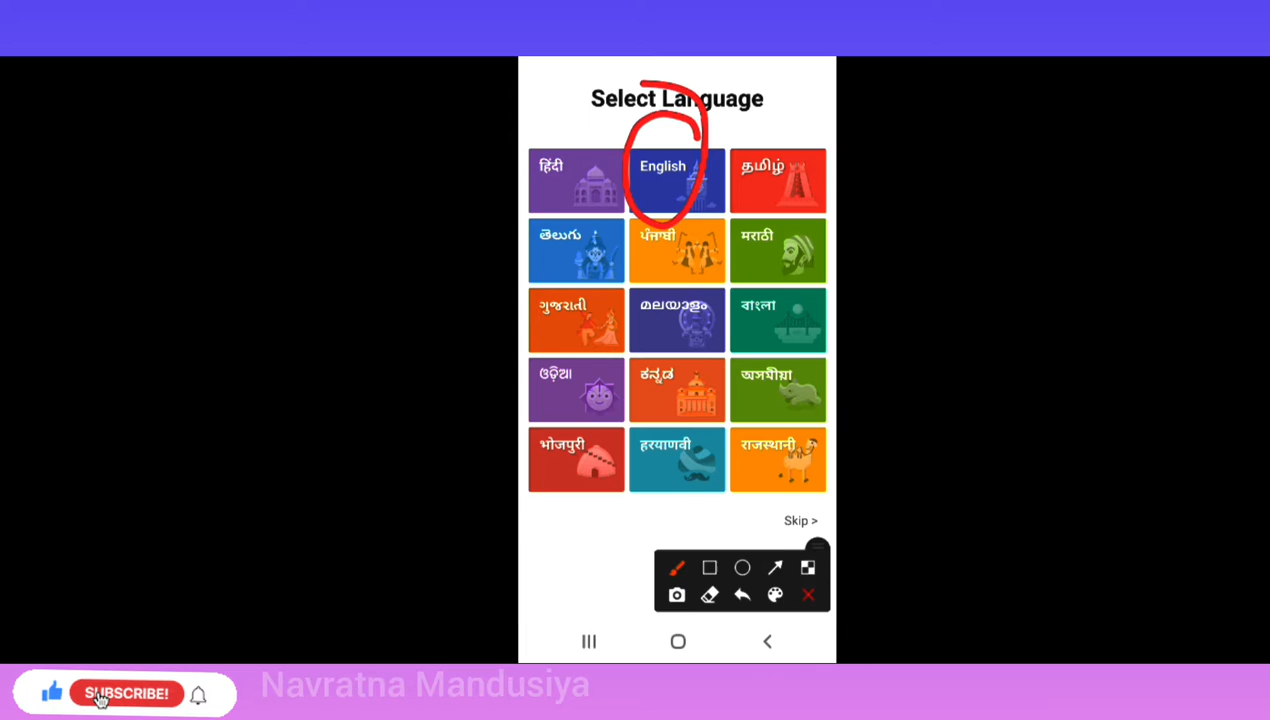 Select Language
हिंदी
English
தமிழ்
తెలుగు
ਪੰਜਾਬੀ
मराठी
ગુજરાતી
മലയാളം
বাংলা
ଓଡ଼ିଆ
ಕನ್ನಡ
অসমীয়া
भोजपुरी
हरयाणवी
राजस्थानी
Skip >
SUBSCRIBE!
Navratna Mandusiya